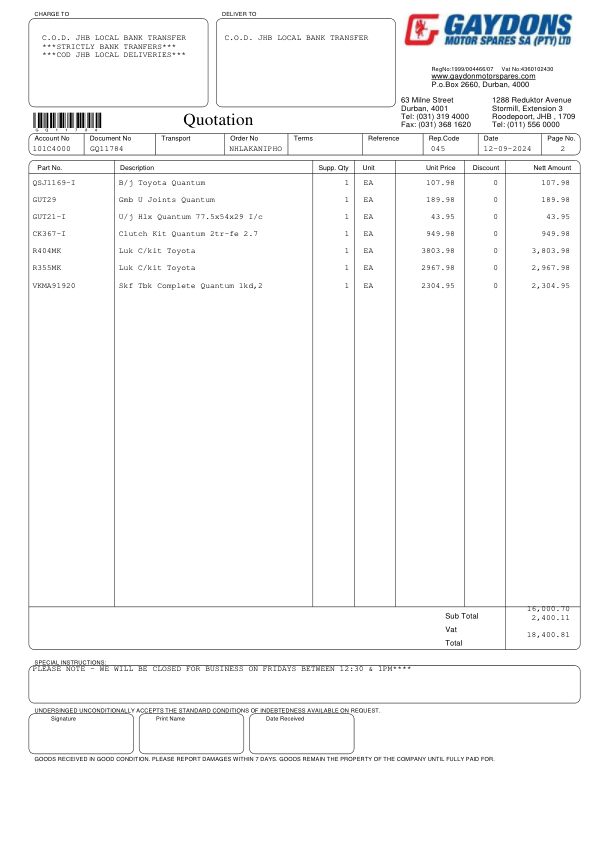 CHARGE TO
C.O.D. JHB LOCAL BANK TRANSFER
***STRICTLY BANK TRANFERS***
***COD JHB LOCAL DELIVERIES***
DELIVER TO
C.O.D. JHB LOCAL BANK TRANSFER
GAYDONS
MOTOR SPARES SA (PTY) LTD
RegNo:1999/004466/07 Vat No:4360102430
www.gaydonmotorspares.com
P.o.Box 2660, Durban, 4000
63 Milne Street
Durban, 4001
Tel: (031) 319 4000
Fax: (031) 368 1620
1288 Reduktor Avenue
Stormill, Extension 3
Roodepoort, JHB , 1709
Tel: (011) 556 0000
GQ11784
Quotation
Account No Document No Transport Order No Terms Reference Rep.Code Date Page No.
101C4000 GQ11784 NHLAKANIPHO 045 12-09-2024 2
Part No. Description Supp. Qty Unit Unit Price Discount Nett Amount
QSJ1169-I B/j Toyota Quantum 1 EA 107.98 0 107.98
GUT29 Gmb U Joints Quantum 1 EA 189.98 0 189.98
GUT21-I U/j Hlx Quantum 77.5x54x29 I/c 1 EA 43.95 0 43.95
CK367-I Clutch Kit Quantum 2tr-fe 2.7 1 EA 949.98 0 949.98
R404MK Luk C/kit Toyota 1 EA 3803.98 0 3,803.98
R355MK Luk C/kit Toyota 1 EA 2967.98 0 2,967.98
VKMA91920 Skf Tbk Complete Quantum 1kd,2 1 EA 2304.95 0 2,304.95
Sub Total 16,000.70
Vat 2,400.11
Total 18,400.81
SPECIAL INSTRUCTIONS:
PLEASE NOTE - WE WILL BE CLOSED FOR BUSINESS ON FRIDAYS BETWEEN 12:30 & 1PM****
UNDERSINGED UNCONDITIONALLY ACCEPTS THE STANDARD CONDITIONS OF INDEBTEDNESS AVAILABLE ON REQUEST.
Signature Print Name Date Received
GOODS RECEIVED IN GOOD CONDITION. PLEASE REPORT DAMAGES WITHIN 7 DAYS. GOODS REMAIN THE PROPERTY OF THE COMPANY UNTIL FULLY PAID FOR.